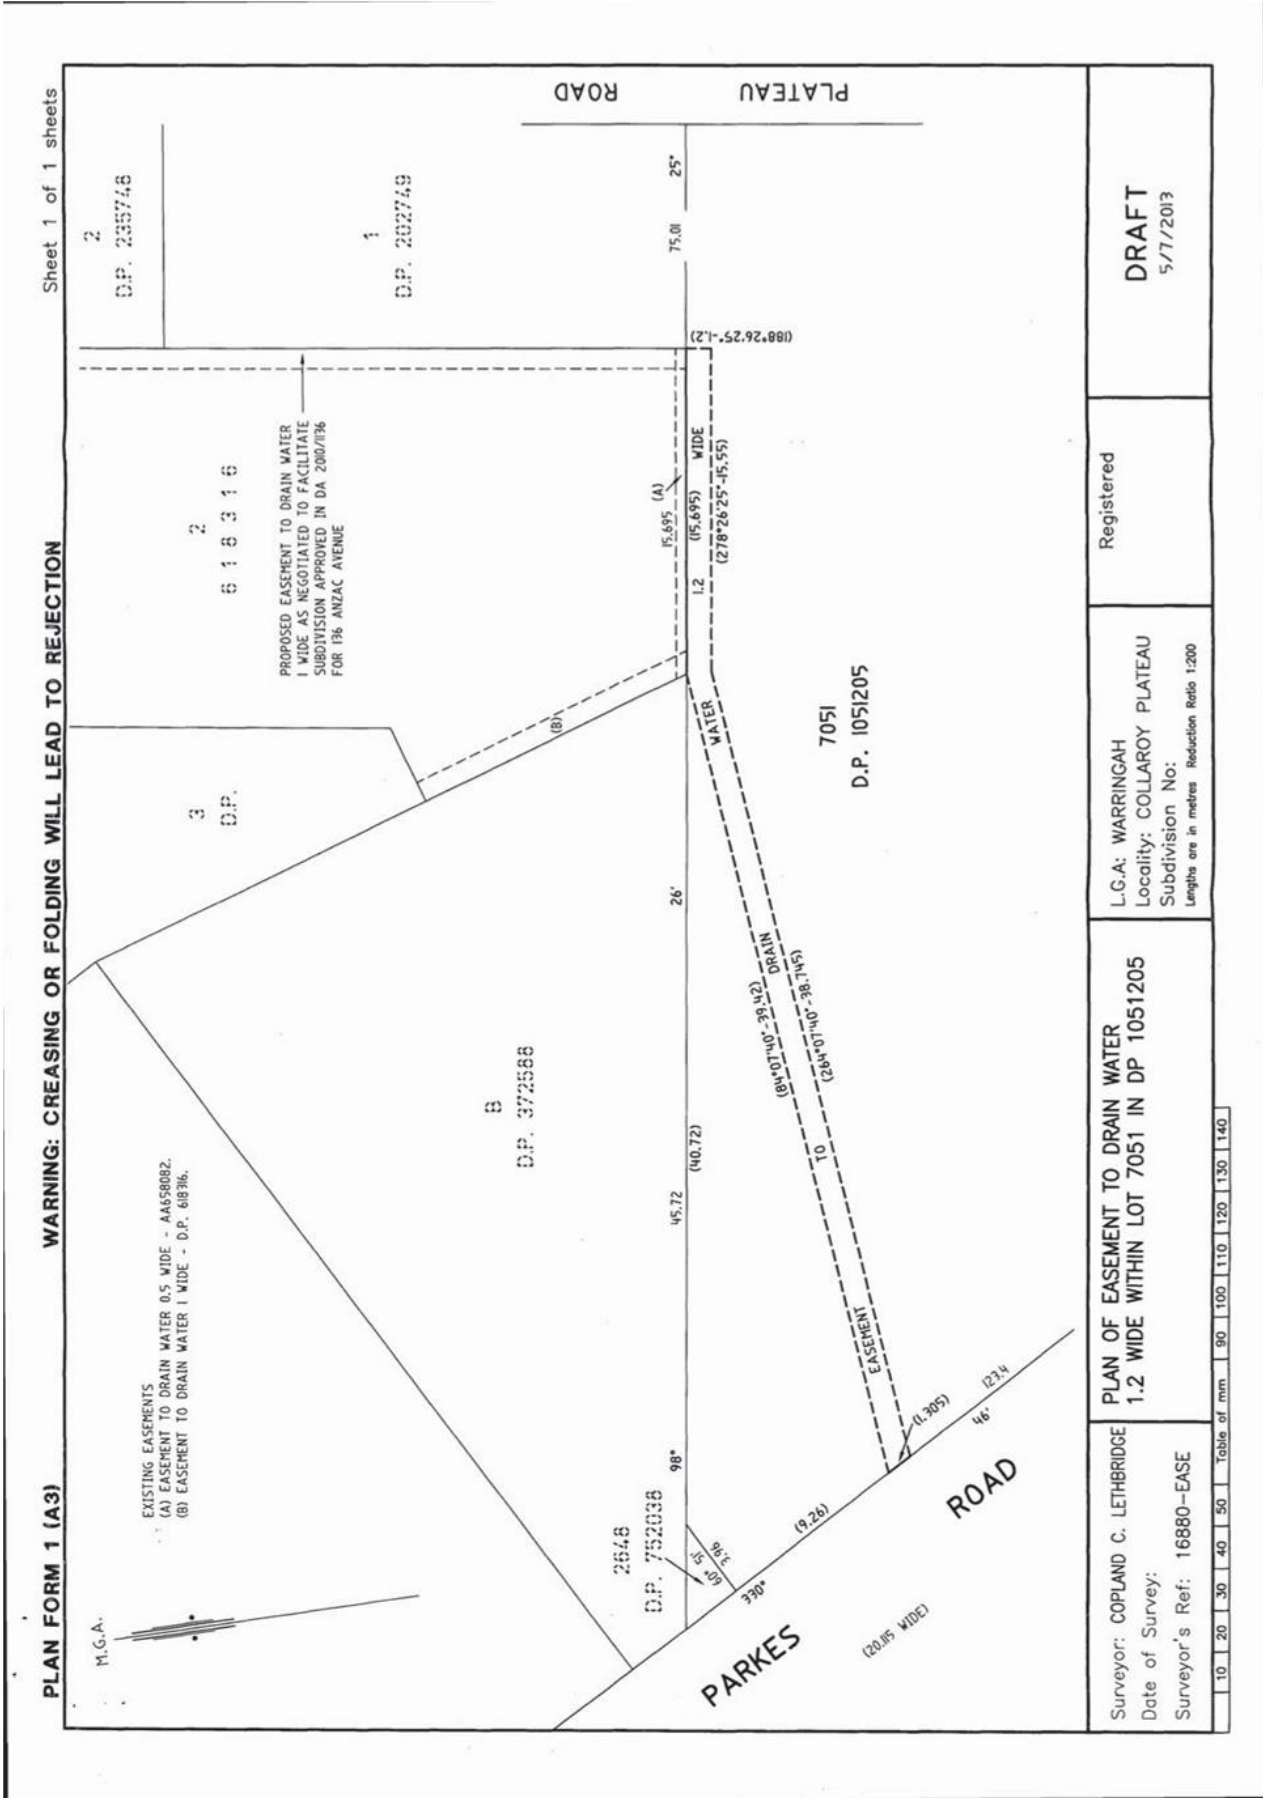 PLAN FORM 1 (A3)
WARNING: CREASING OR FOLDING WILL LEAD TO REJECTION
Sheet 1 of 1 sheets
M.G.A.
EXISTING EASEMENTS
(A) EASEMENT TO DRAIN WATER 0.5 WIDE - AA658082.
(B) EASEMENT TO DRAIN WATER 1 WIDE - D.P. 618316.
3
D.P.
2
618316
2
D.P. 235748
1
D.P. 202749
PROPOSED EASEMENT TO DRAIN WATER
1 WIDE AS NEGOTIATED TO FACILITATE
SUBDIVISION APPROVED IN DA 2010/1136
FOR 136 ANZAC AVENUE
B
D.P. 372588
(B)
2648
D.P. 752038
98°
45.72
26'
15.695
(A)
75.01
25"
(40.72)
(15.695)
1.2
WIDE
(278°26'25"-15.55)
(188°26'25"-1.2)
PLATEAU
ROAD
60° 51'
3.96
330°
(9.26)
(1.305)
46'
123.4
PARKES
ROAD
(20.115 WIDE)
EASEMENT
TO
DRAIN
WATER
(84°07'40"-39.42)
(264°07'40"-38.745)
7051
D.P. 1051205
Surveyor: COPLAND C. LETHBRIDGE
Date of Survey:
Surveyor's Ref: 16880-EASE
PLAN OF EASEMENT TO DRAIN WATER
1.2 WIDE WITHIN LOT 7051 IN DP 1051205
L.G.A: WARRINGAH
Locality: COLLAROY PLATEAU
Subdivision No:
Lengths are in metres Reduction Ratio 1:200
Registered
DRAFT
5/7/2013
10 20 30 40 50 Table of mm 90 100 110 120 130 140